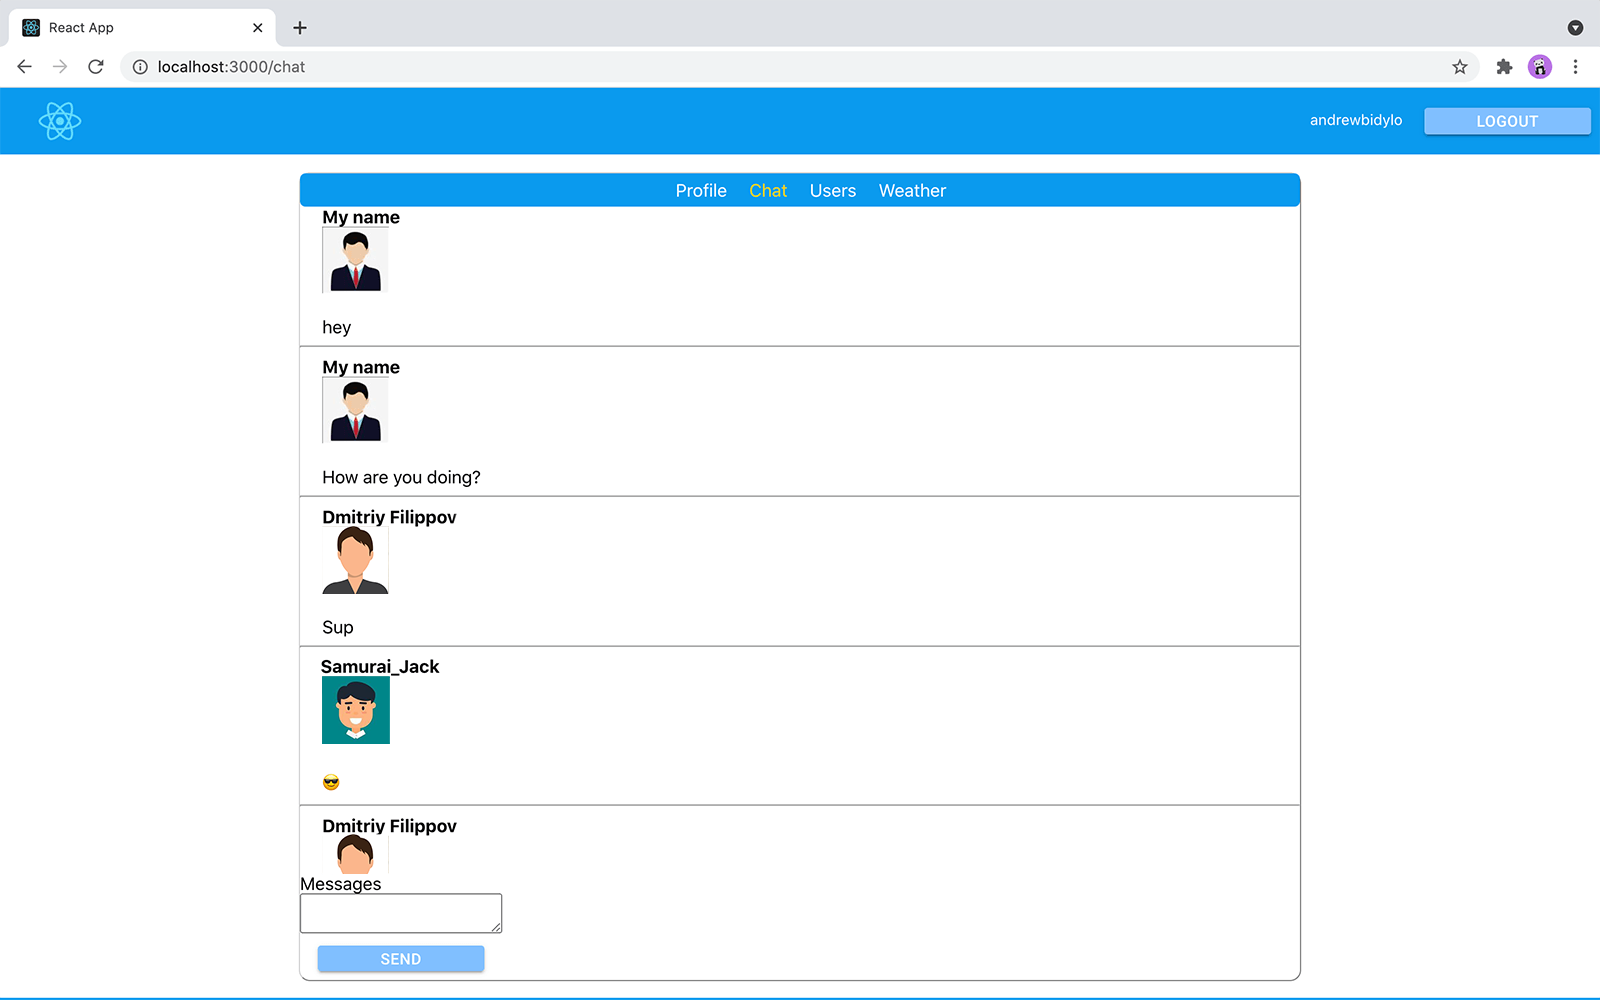 React App
localhost:3000/chat
andrewbidylo
LOGOUT
Profile Chat Users Weather
My name
hey
My name
How are you doing?
Dmitriy Filippov
Sup
Samurai_Jack
😎
Dmitriy Filippov
Messages
SEND